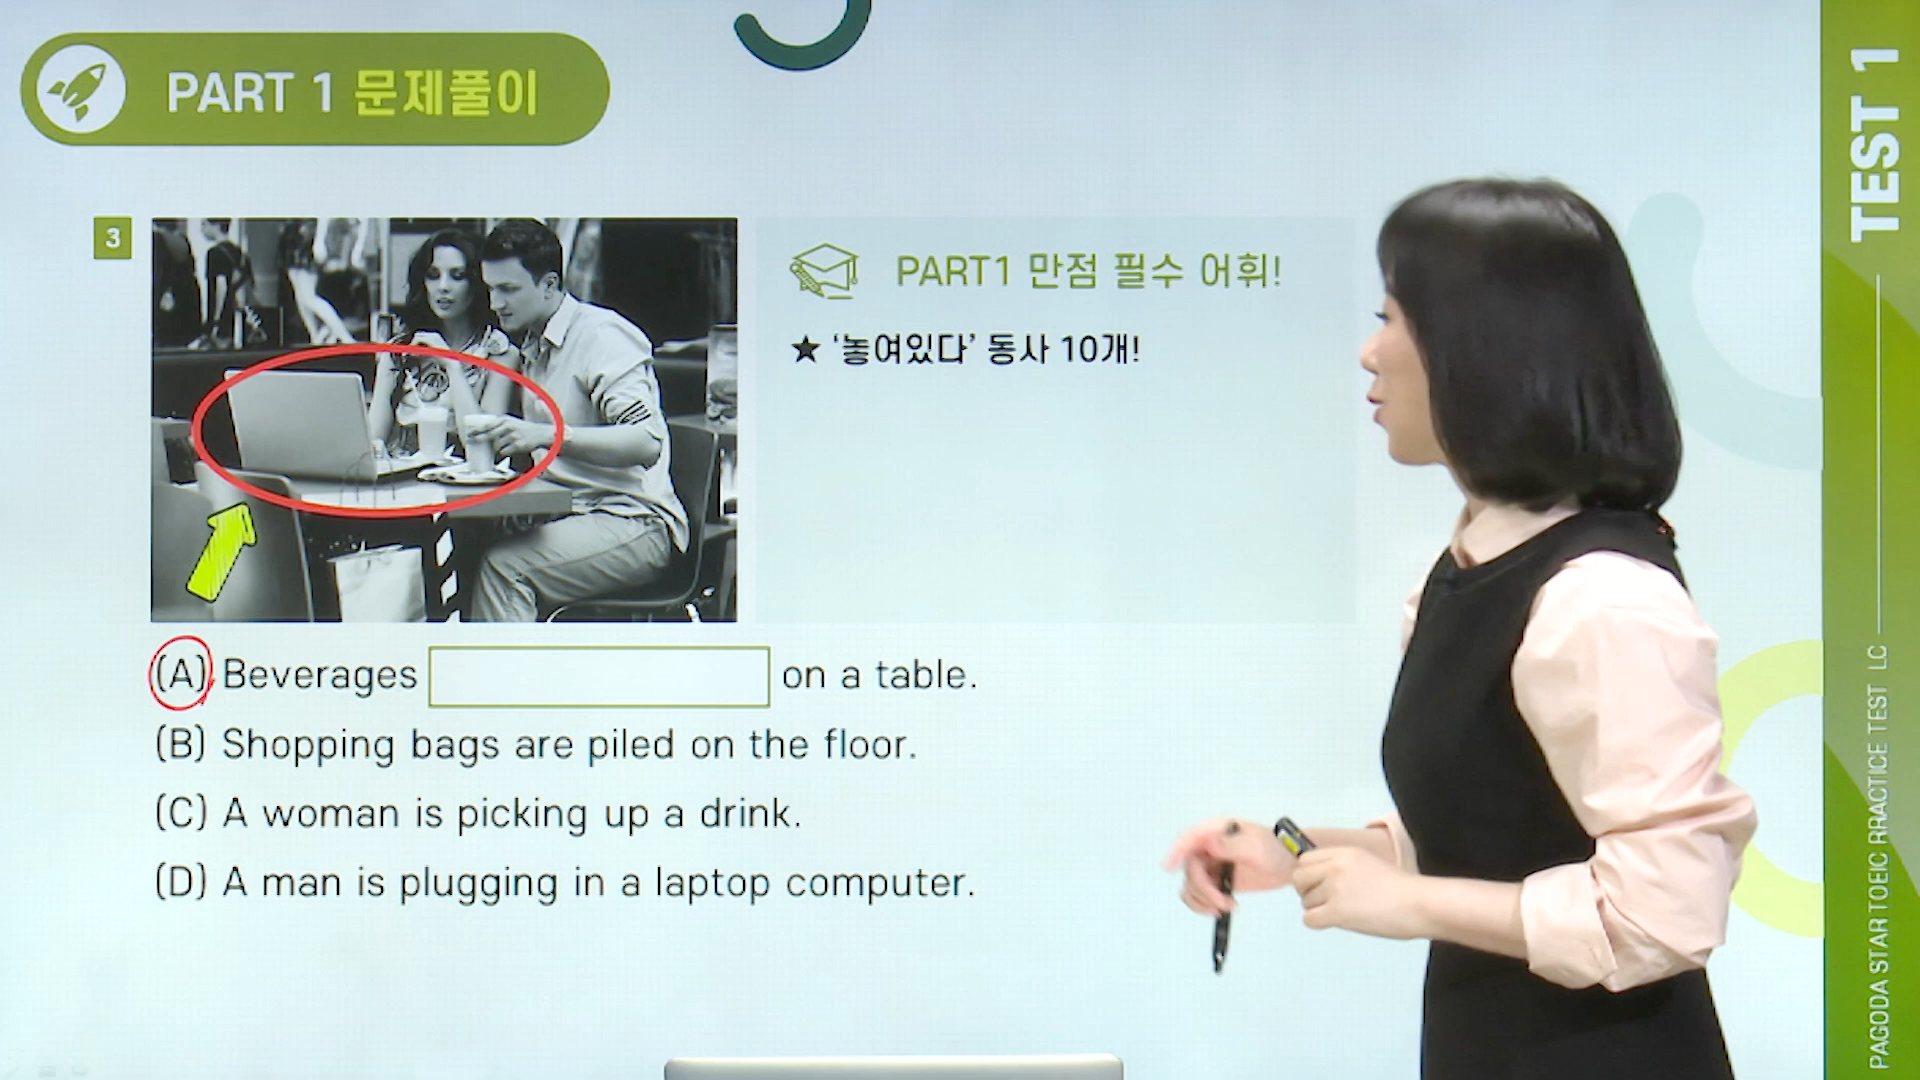 PART 1 문제풀이
3
PART1 만점 필수 어휘!
★ '놓여있다' 동사 10개!
(A) Beverages on a table.
(B) Shopping bags are piled on the floor.
(C) A woman is picking up a drink.
(D) A man is plugging in a laptop computer.
TEST 1
PAGODA STAR TOEIC RRACTICE TEST LC